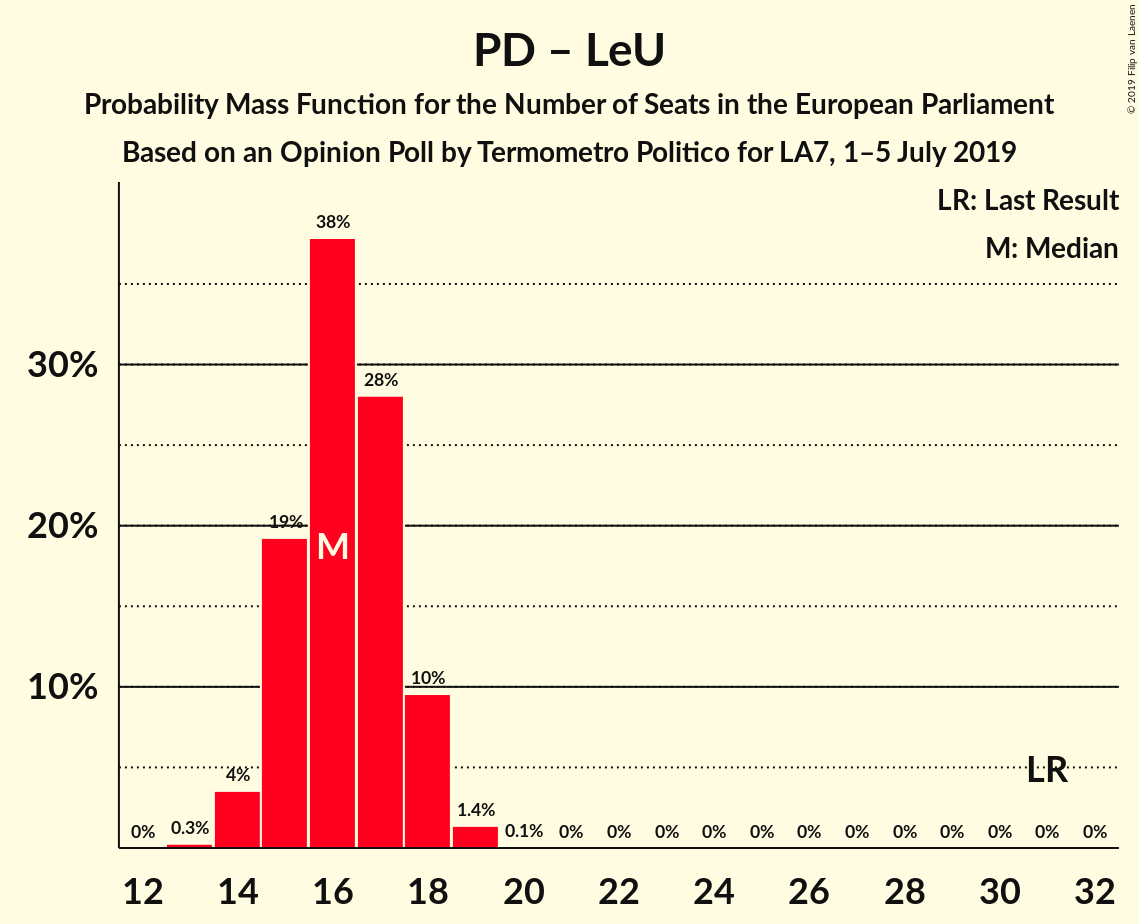 PD – LeU
Probability Mass Function for the Number of Seats in the European Parliament
Based on an Opinion Poll by Termometro Politico for LA7, 1–5 July 2019
© 2019 Filip van Laenen
LR: Last Result
M: Median
38%
30%
28%
20%
19%
M
10%
10%
4%
LR
0% 0.3% 1.4% 0.1% 0% 0% 0% 0% 0% 0% 0% 0% 0% 0% 0% 0%
12 14 16 18 20 22 24 26 28 30 32